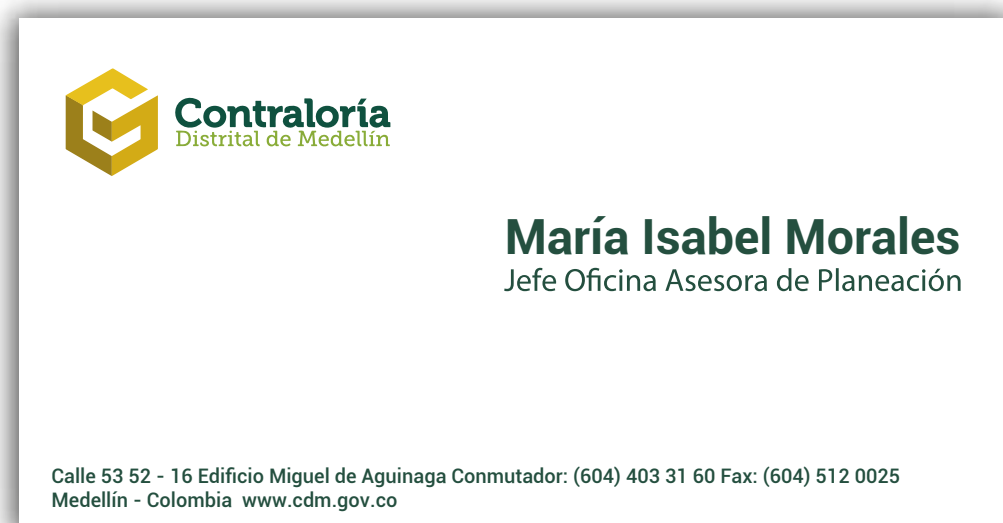 Contraloría
Distrital de Medellín
María Isabel Morales
Jefe Oficina Asesora de Planeación
Calle 53 52 - 16 Edificio Miguel de Aguinaga Conmutador: (604) 403 31 60 Fax: (604) 512 0025
Medellín - Colombia www.cdm.gov.co